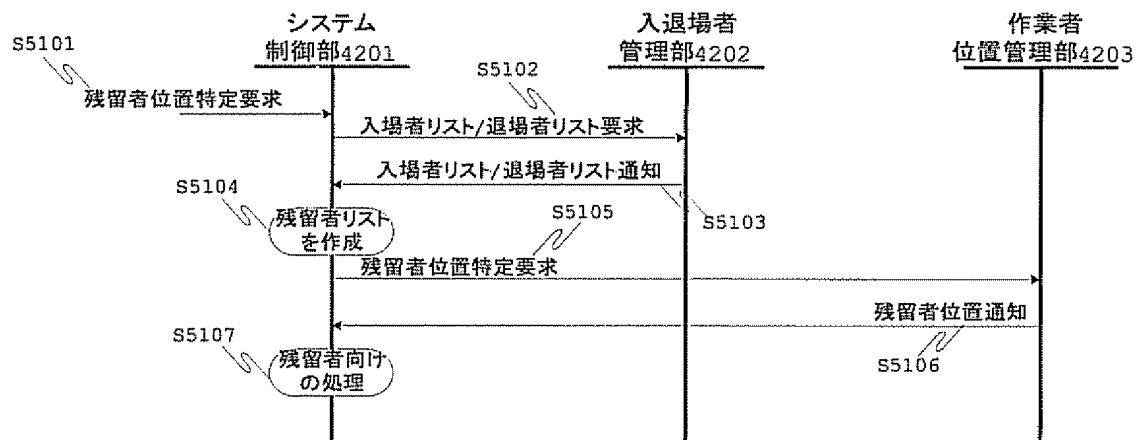 システム
制御部4201
入退場者
管理部4202
作業者
位置管理部4203
S5101
残留者位置特定要求
S5102
入場者リスト/退場者リスト要求
入場者リスト/退場者リスト通知
S5103
S5104
残留者リスト
を作成
S5105
残留者位置特定要求
残留者位置通知
S5106
S5107
残留者向け
の処理